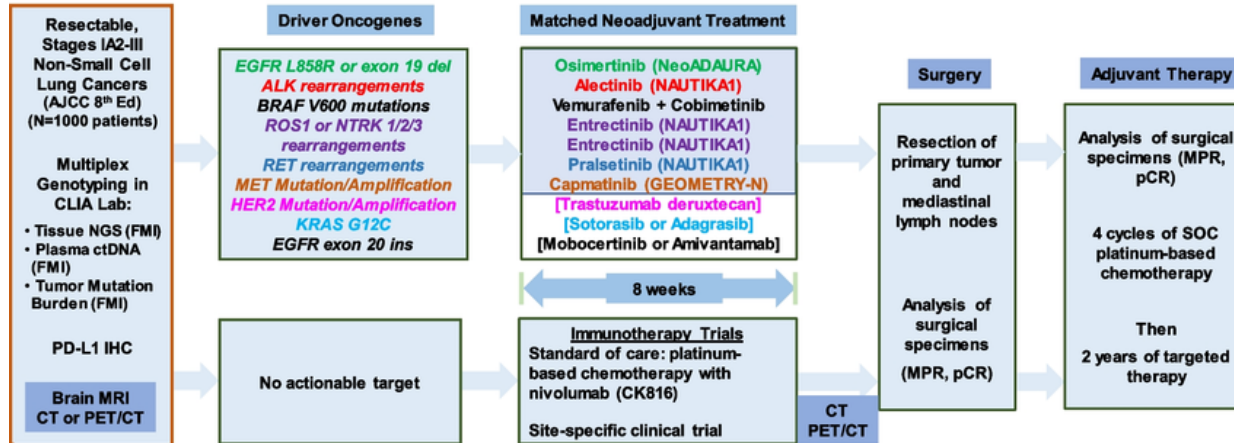 Resectable,
Stages IA2-III
Non-Small Cell
Lung Cancers
(AJCC 8th Ed)
(N=1000 patients)
Multiplex
Genotyping in
CLIA Lab:
• Tissue NGS (FMI)
• Plasma ctDNA
(FMI)
• Tumor Mutation
Burden (FMI)
PD-L1 IHC
Brain MRI
CT or PET/CT
Driver Oncogenes
EGFR L858R or exon 19 del
ALK rearrangements
BRAF V600 mutations
ROS1 or NTRK 1/2/3
rearrangements
RET rearrangements
MET Mutation/Amplification
HER2 Mutation/Amplification
KRAS G12C
EGFR exon 20 ins
No actionable target
Matched Neoadjuvant Treatment
Osimertinib (NeoADAURA)
Alectinib (NAUTIKA1)
Vemurafenib + Cobimetinib
Entrectinib (NAUTIKA1)
Entrectinib (NAUTIKA1)
Pralsetinib (NAUTIKA1)
Capmatinib (GEOMETRY-N)
[Trastuzumab deruxtecan]
[Sotorasib or Adagrasib]
[Mobocertinib or Amivantamab]
8 weeks
Immunotherapy Trials
Standard of care: platinum-
based chemotherapy with
nivolumab (CK816)
Site-specific clinical trial
CT
PET/CT
Surgery
Resection of
primary tumor
and
mediastinal
lymph nodes
Analysis of
surgical
specimens
(MPR, pCR)
Adjuvant Therapy
Analysis of surgical
specimens (MPR,
pCR)
4 cycles of SOC
platinum-based
chemotherapy
Then
2 years of targeted
therapy